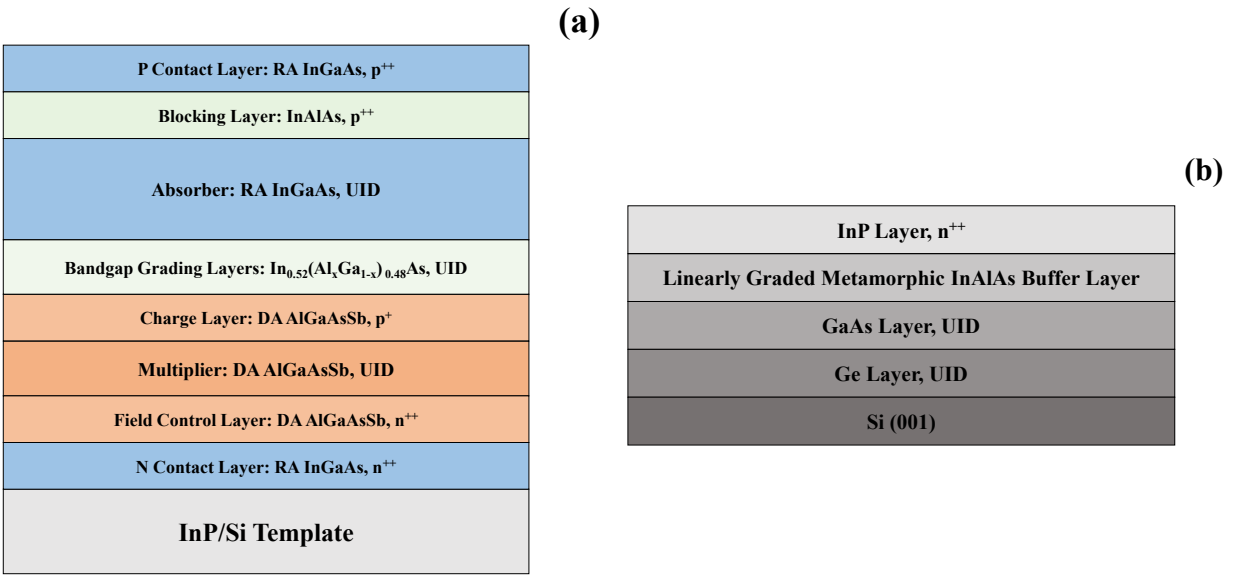 (a)
P Contact Layer: RA InGaAs, p⁺⁺
Blocking Layer: InAlAs, p⁺⁺
Absorber: RA InGaAs, UID
Bandgap Grading Layers: In₀.₅₂(AlₓGa₁₋ₓ)₀.₄₈As, UID
Charge Layer: DA AlGaAsSb, p⁺
Multiplier: DA AlGaAsSb, UID
Field Control Layer: DA AlGaAsSb, n⁺⁺
N Contact Layer: RA InGaAs, n⁺⁺
InP/Si Template
(b)
InP Layer, n⁺⁺
Linearly Graded Metamorphic InAlAs Buffer Layer
GaAs Layer, UID
Ge Layer, UID
Si (001)